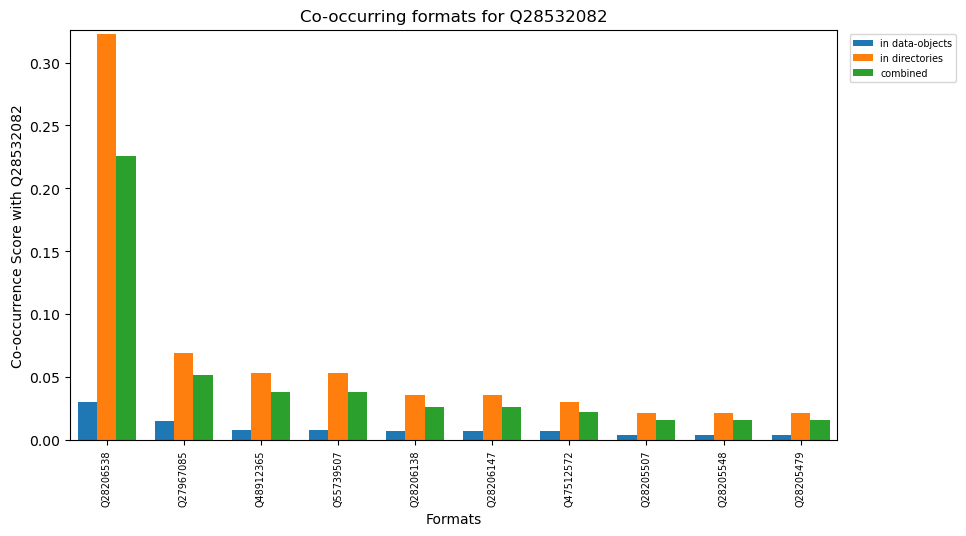 Co-occurring formats for Q28532082
in data-objects
in directories
combined
Co-occurrence Score with Q28532082
0.30
0.25
0.20
0.15
0.10
0.05
0.00
Q28206538
Q27967085
Q48912365
Q55739507
Q28206138
Q28206147
Q47512572
Q28205507
Q28205548
Q28205479
Formats